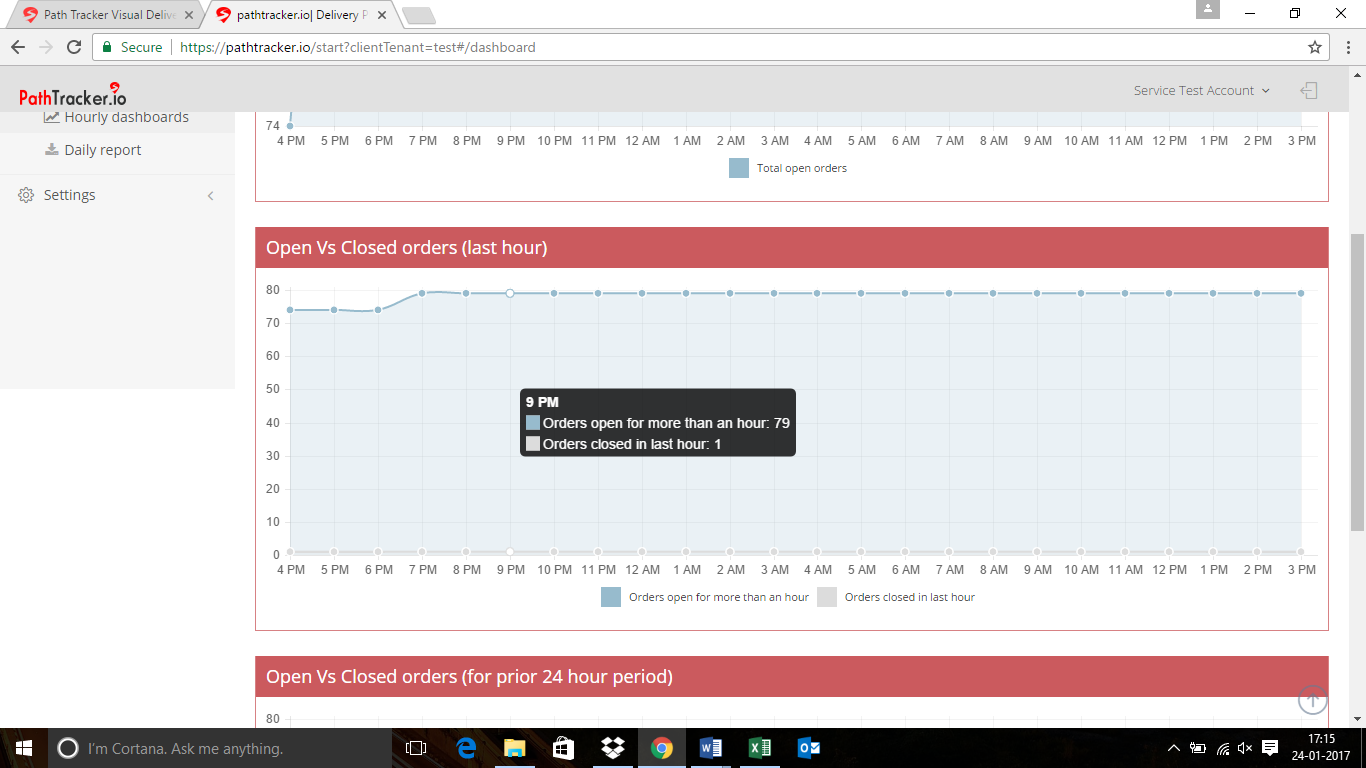 Path Tracker Visual Delive
pathtracker.io| Delivery P
Secure https://pathtracker.io/start?clientTenant=test#/dashboard
PathTracker.io
Service Test Account
Hourly dashboards
Daily report
Settings
74
4 PM 5 PM 6 PM 7 PM 8 PM 9 PM 10 PM 11 PM 12 AM 1 AM 2 AM 3 AM 4 AM 5 AM 6 AM 7 AM 8 AM 9 AM 10 AM 11 AM 12 PM 1 PM 2 PM 3 PM
Total open orders
Open Vs Closed orders (last hour)
80
70
60
50
40
30
20
10
0
9 PM
Orders open for more than an hour: 79
Orders closed in last hour: 1
4 PM 5 PM 6 PM 7 PM 8 PM 9 PM 10 PM 11 PM 12 AM 1 AM 2 AM 3 AM 4 AM 5 AM 6 AM 7 AM 8 AM 9 AM 10 AM 11 AM 12 PM 1 PM 2 PM 3 PM
Orders open for more than an hour Orders closed in last hour
Open Vs Closed orders (for prior 24 hour period)
80
I'm Cortana. Ask me anything.
17:15
24-01-2017